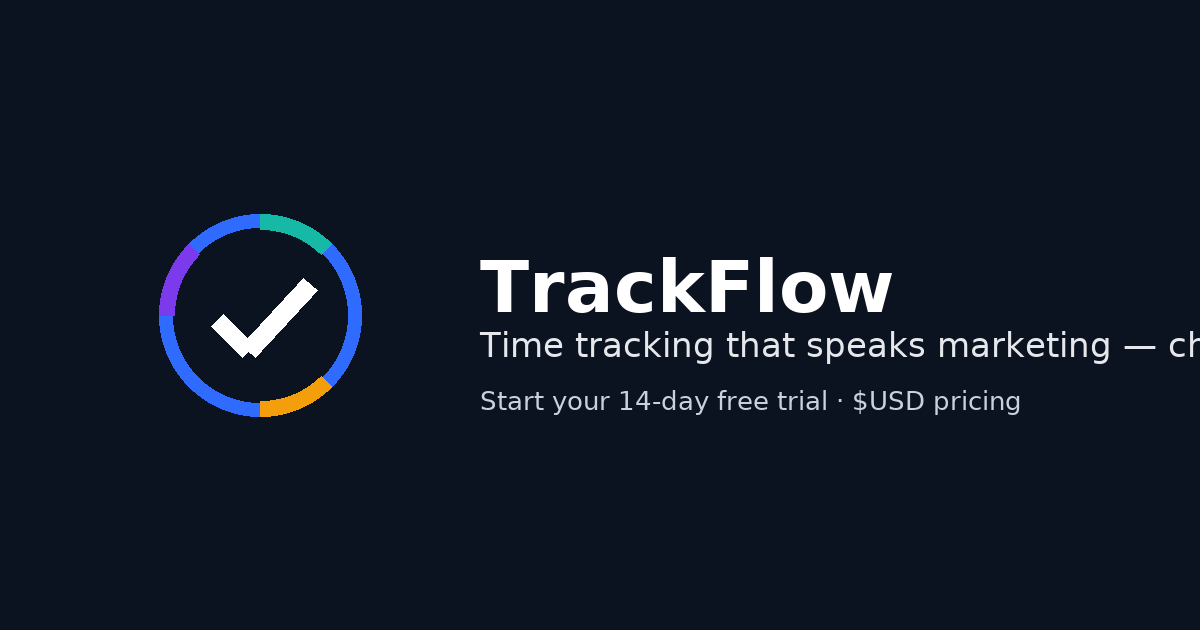 TrackFlow
Time tracking that speaks marketing —
Start your 14-day free trial · $USD pricing